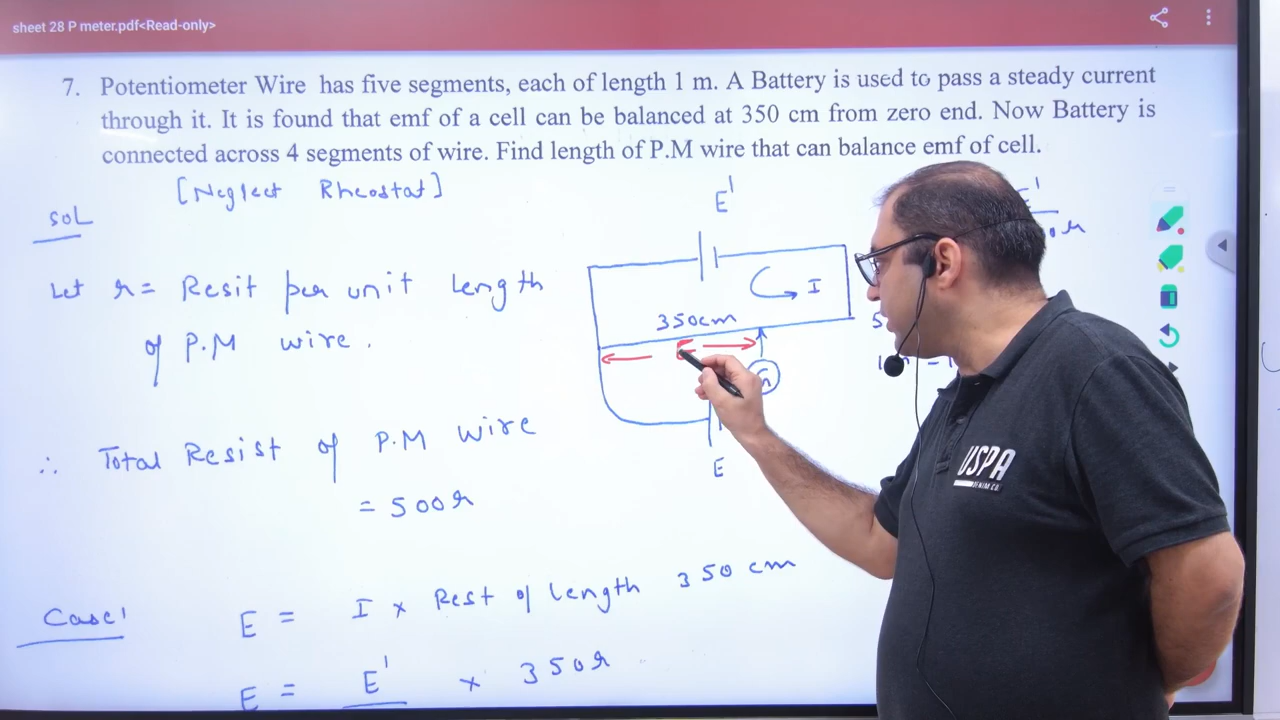 sheet 28 P meter.pdf<Read-only>
7. Potentiometer Wire has five segments, each of length 1 m. A Battery is used to pass a steady current
through it. It is found that emf of a cell can be balanced at 350 cm from zero end. Now Battery is
connected across 4 segments of wire. Find length of P.M wire that can balance emf of cell.
[Neglect Rheostat]
SOL
E'
E'
Let r = Resit per unit length
of P.M wire.
I
350cm
G
E
∴ Total Resist of P.M wire
= 500r
Case1
E = I × Rest of length 350 cm
E = E' × 350r
USPA
DENIM CO.